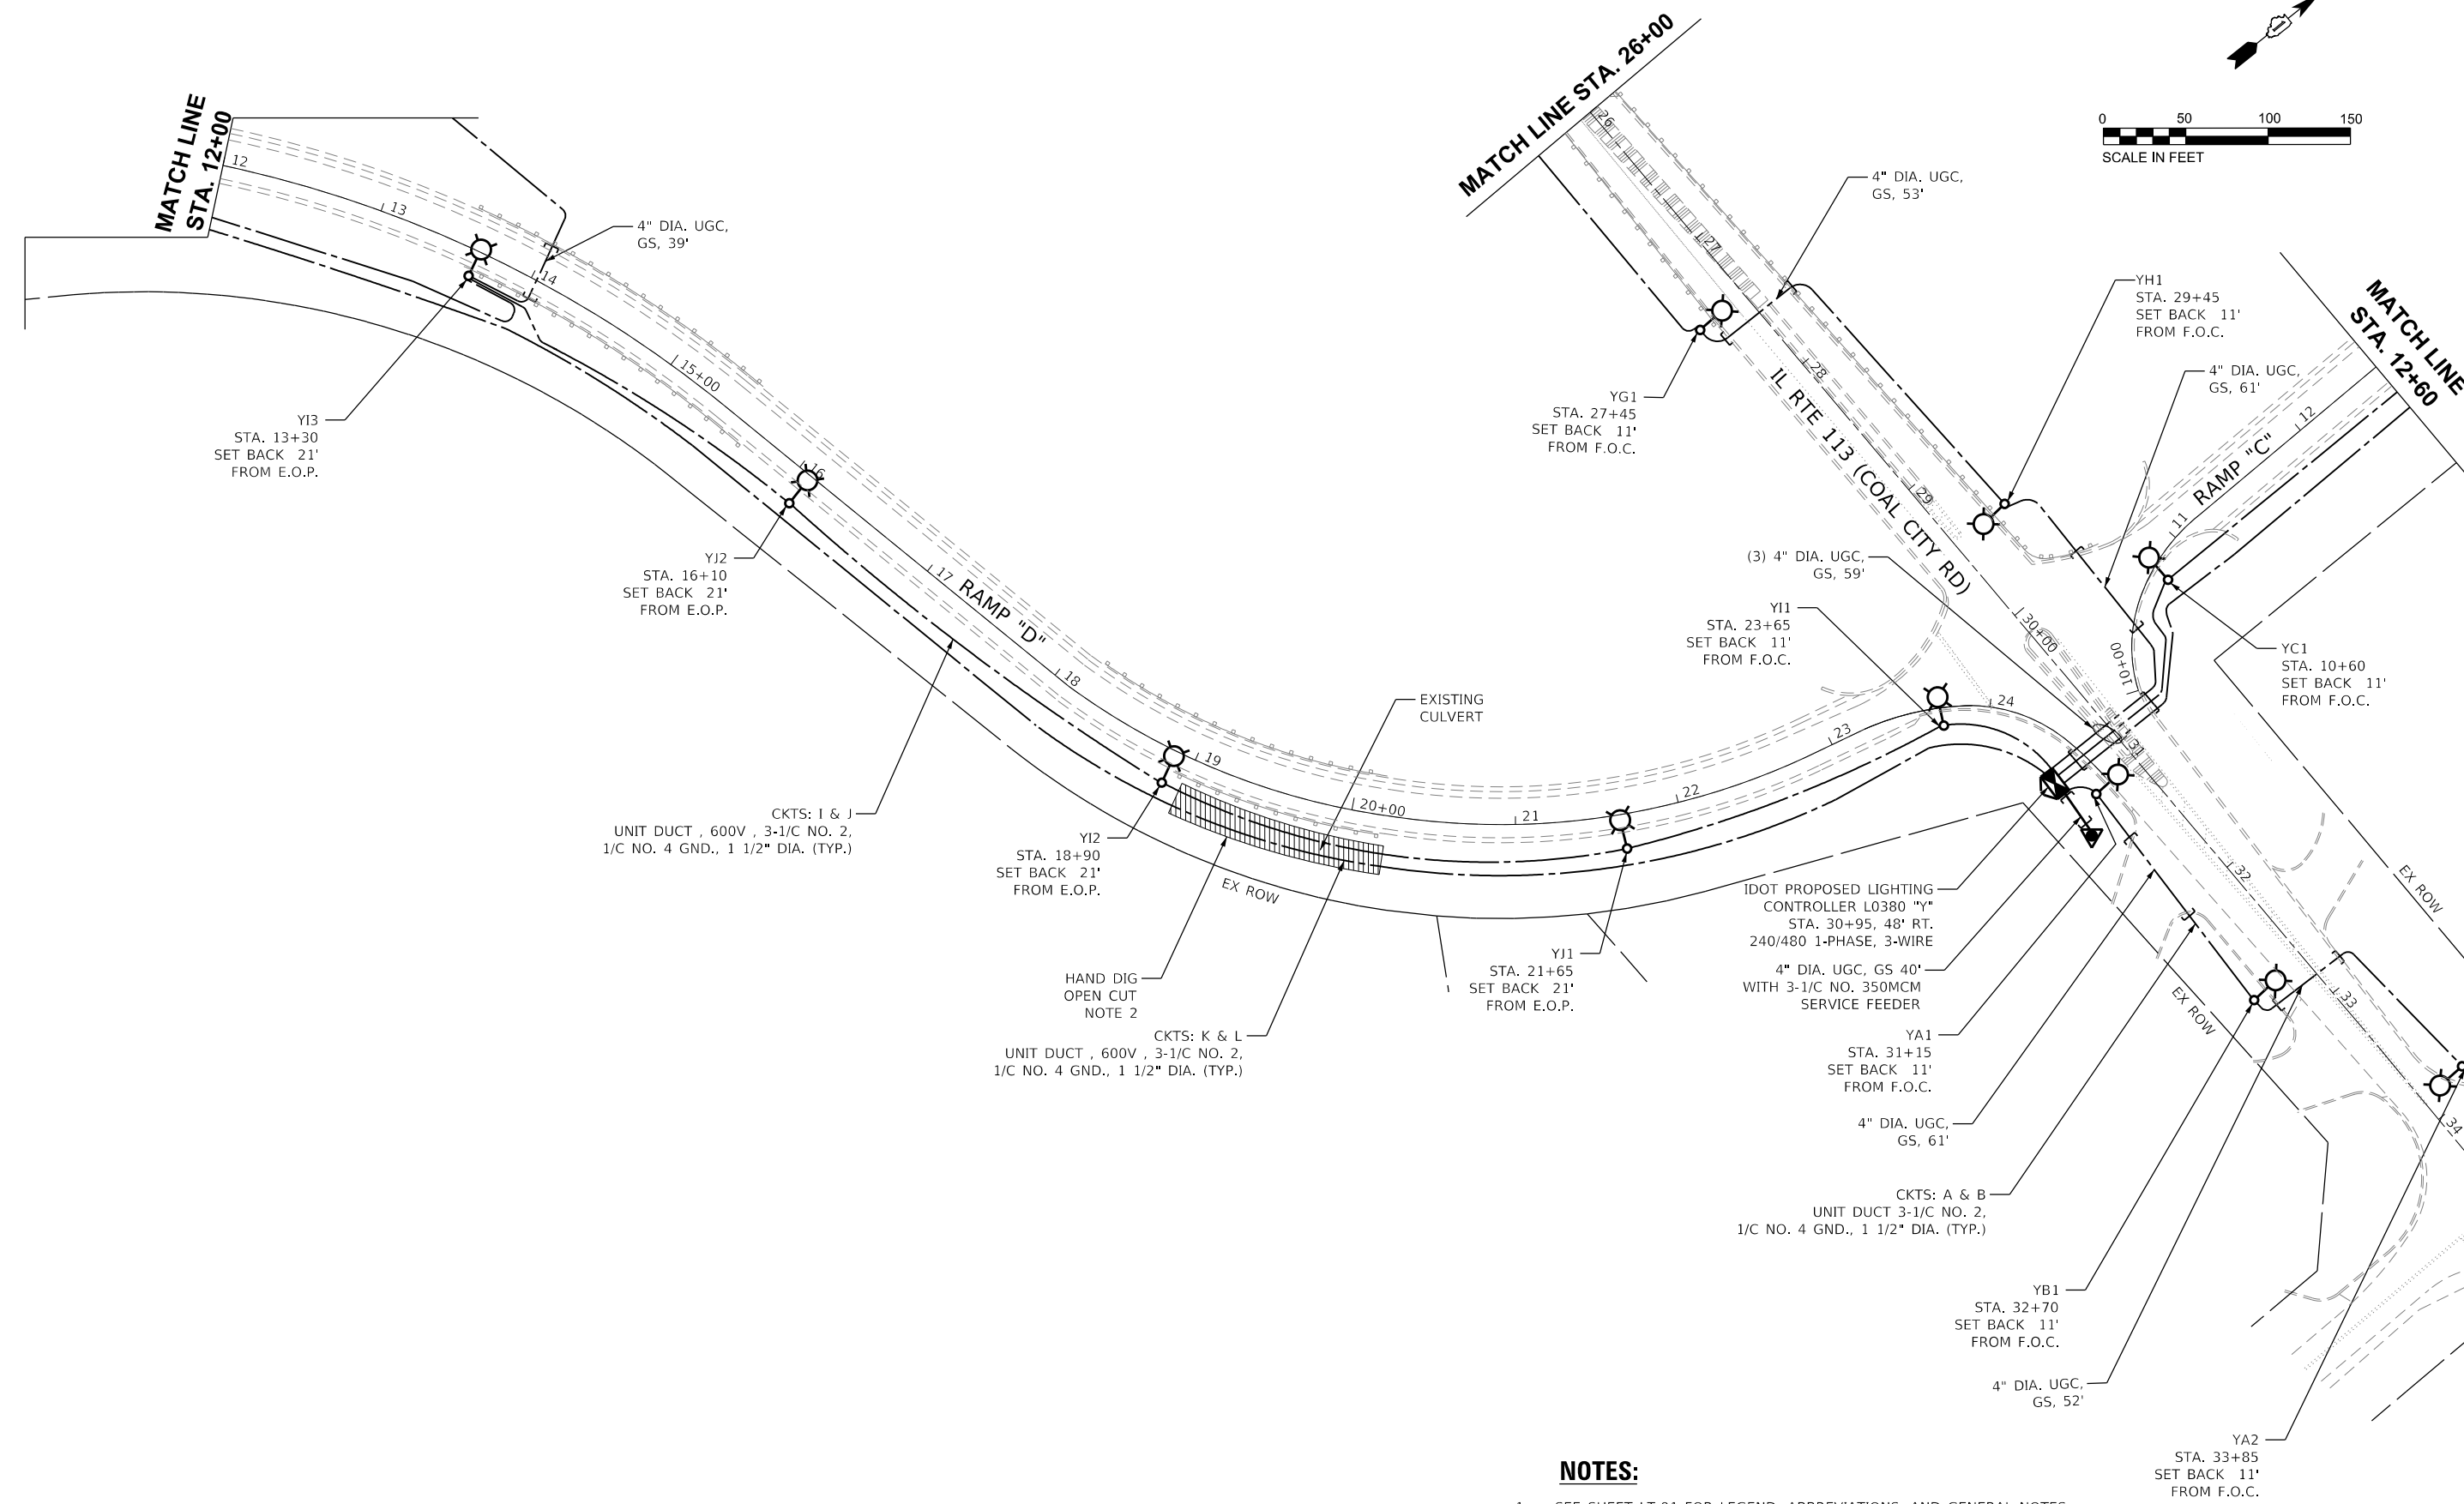 MATCH LINE
STA. 12+00
12
13
14
15+00
16
17
18
19
20+00
21
22
23
24
RAMP "D"
4" DIA. UGC,
GS, 39'
YI3
STA. 13+30
SET BACK 21'
FROM E.O.P.
YJ2
STA. 16+10
SET BACK 21'
FROM E.O.P.
CKTS: I & J
UNIT DUCT , 600V , 3-1/C NO. 2,
1/C NO. 4 GND., 1 1/2" DIA. (TYP.)
YI2
STA. 18+90
SET BACK 21'
FROM E.O.P.
EXISTING
CULVERT
EX ROW
HAND DIG
OPEN CUT
NOTE 2
CKTS: K & L
UNIT DUCT , 600V , 3-1/C NO. 2,
1/C NO. 4 GND., 1 1/2" DIA. (TYP.)
YJ1
STA. 21+65
SET BACK 21'
FROM E.O.P.
MATCH LINE STA. 26+00
26
27
28
29
30+00
31
32
33
34
IL RTE 113 (COAL CITY RD)
4" DIA. UGC,
GS, 53'
YG1
STA. 27+45
SET BACK 11'
FROM F.O.C.
0 50 100 150
SCALE IN FEET
YH1
STA. 29+45
SET BACK 11'
FROM F.O.C.
4" DIA. UGC,
GS, 61'
MATCH LINE
STA. 12+60
12
11
10+00
RAMP "C"
YC1
STA. 10+60
SET BACK 11'
FROM F.O.C.
(3) 4" DIA. UGC,
GS, 59'
YI1
STA. 23+65
SET BACK 11'
FROM F.O.C.
IDOT PROPOSED LIGHTING
CONTROLLER L0380 "Y"
STA. 30+95, 48' RT.
240/480 1-PHASE, 3-WIRE
4" DIA. UGC, GS 40'
WITH 3-1/C NO. 350MCM
SERVICE FEEDER
YA1
STA. 31+15
SET BACK 11'
FROM F.O.C.
4" DIA. UGC,
GS, 61'
CKTS: A & B
UNIT DUCT 3-1/C NO. 2,
1/C NO. 4 GND., 1 1/2" DIA. (TYP.)
EX ROW
EX ROW
YB1
STA. 32+70
SET BACK 11'
FROM F.O.C.
4" DIA. UGC,
GS, 52'
YA2
STA. 33+85
SET BACK 11'
FROM F.O.C.
NOTES:
1. SEE SHEET LT-01 FOR LEGEND, ABBREVIATIONS, AND GENERAL NOTES